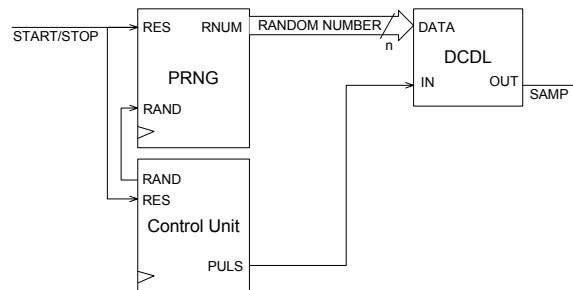 START/STOP
RES
RNUM
PRNG
RAND
RANDOM NUMBER
n
DATA
DCDL
IN
OUT
SAMP
RAND
RES
Control Unit
PULS